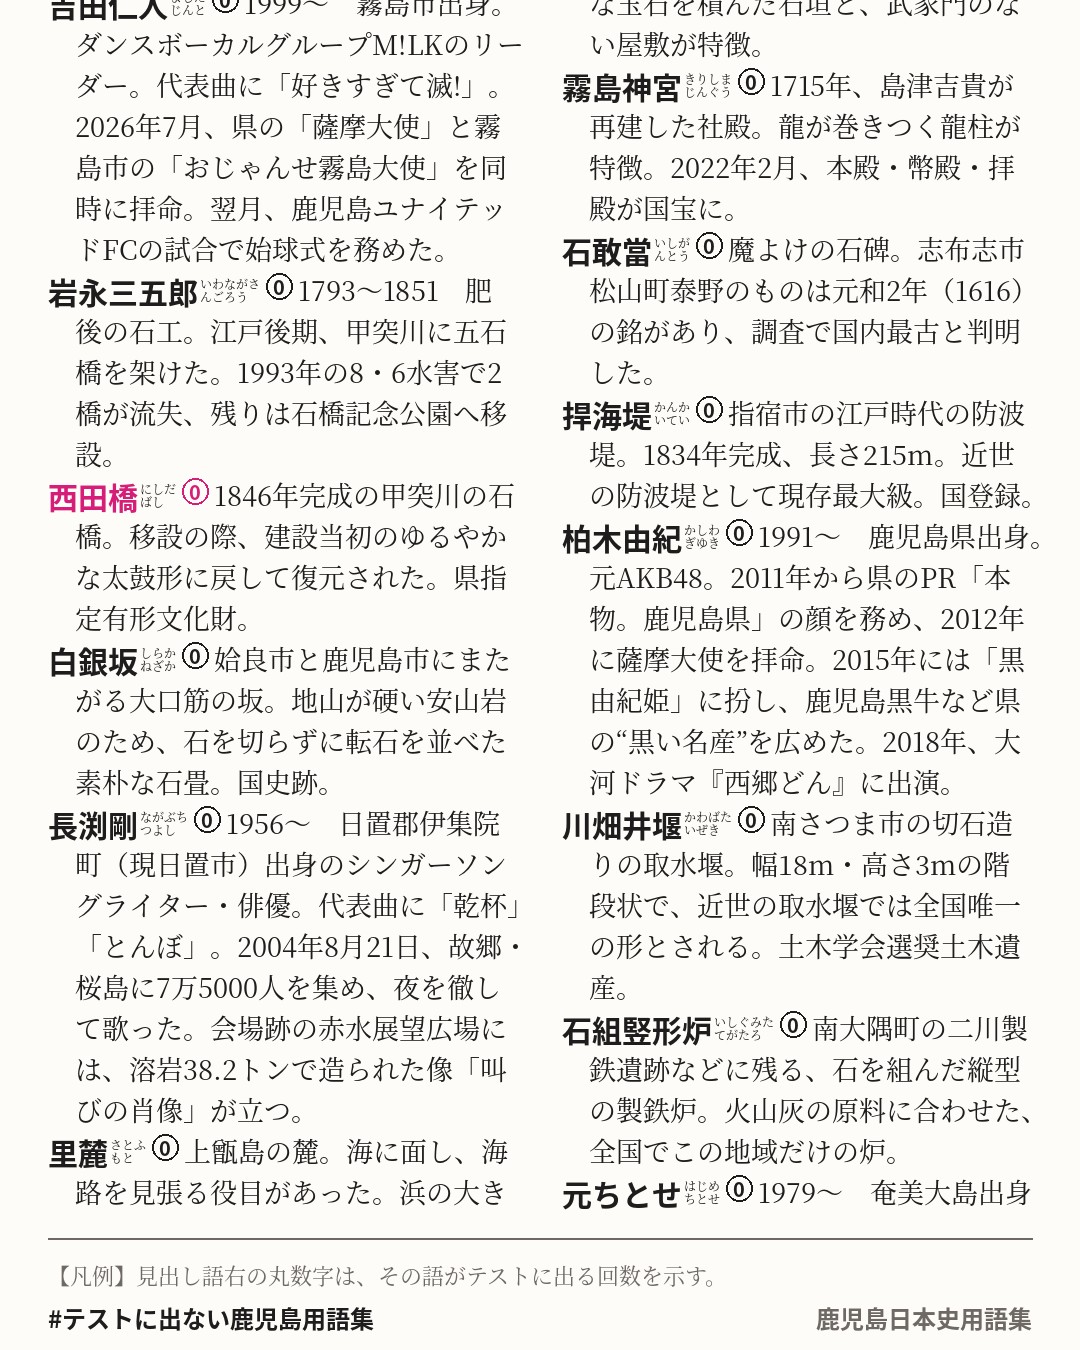 吉田仁人 よしだじんと ⓪ 1999〜　霧島市出身。
ダンスボーカルグループM!LKのリー
ダー。代表曲に「好きすぎて滅!」。
2026年7月、県の「薩摩大使」と霧
島市の「おじゃんせ霧島大使」を同
時に拝命。翌月、鹿児島ユナイテッ
ドFCの試合で始球式を務めた。
岩永三五郎 いわながさんごろう ⓪ 1793〜1851　肥
後の石工。江戸後期、甲突川に五石
橋を架けた。1993年の8・6水害で2
橋が流失、残りは石橋記念公園へ移
設。
西田橋 にしだばし ⓪ 1846年完成の甲突川の石
橋。移設の際、建設当初のゆるやか
な太鼓形に戻して復元された。県指
定有形文化財。
白銀坂 しらかねざか ⓪ 姶良市と鹿児島市にまた
がる大口筋の坂。地山が硬い安山岩
のため、石を切らずに転石を並べた
素朴な石畳。国史跡。
長渕剛 ながぶちつよし ⓪ 1956〜　日置郡伊集院
町（現日置市）出身のシンガーソン
グライター・俳優。代表曲に「乾杯」
「とんぼ」。2004年8月21日、故郷・
桜島に7万5000人を集め、夜を徹し
て歌った。会場跡の赤水展望広場に
は、溶岩38.2トンで造られた像「叫
びの肖像」が立つ。
里麓 さとふもと ⓪ 上甑島の麓。海に面し、海
路を見張る役目があった。浜の大き
な玉石を積んだ石垣と、武家門のな
い屋敷が特徴。
霧島神宮 きりしまじんぐう ⓪ 1715年、島津吉貴が
再建した社殿。龍が巻きつく龍柱が
特徴。2022年2月、本殿・幣殿・拝
殿が国宝に。
石敢當 いしがんとう ⓪ 魔よけの石碑。志布志市
松山町泰野のものは元和2年（1616）
の銘があり、調査で国内最古と判明
した。
捍海堤 かんかいてい ⓪ 指宿市の江戸時代の防波
堤。1834年完成、長さ215m。近世
の防波堤として現存最大級。国登録。
柏木由紀 かしわぎゆき ⓪ 1991〜　鹿児島県出身。
元AKB48。2011年から県のPR「本
物。鹿児島県」の顔を務め、2012年
に薩摩大使を拝命。2015年には「黒
由紀姫」に扮し、鹿児島黒牛など県
の“黒い名産”を広めた。2018年、大
河ドラマ『西郷どん』に出演。
川畑井堰 かわばたいぜき ⓪ 南さつま市の切石造
りの取水堰。幅18m・高さ3mの階
段状で、近世の取水堰では全国唯一
の形とされる。土木学会選奨土木遺
産。
石組竪形炉 いしぐみたてがたろ ⓪ 南大隅町の二川製
鉄遺跡などに残る、石を組んだ縦型
の製鉄炉。火山灰の原料に合わせた、
全国でこの地域だけの炉。
元ちとせ はじめちとせ ⓪ 1979〜　奄美大島出身
【凡例】見出し語右の丸数字は、その語がテストに出る回数を示す。
#テストに出ない鹿児島用語集
鹿児島日本史用語集